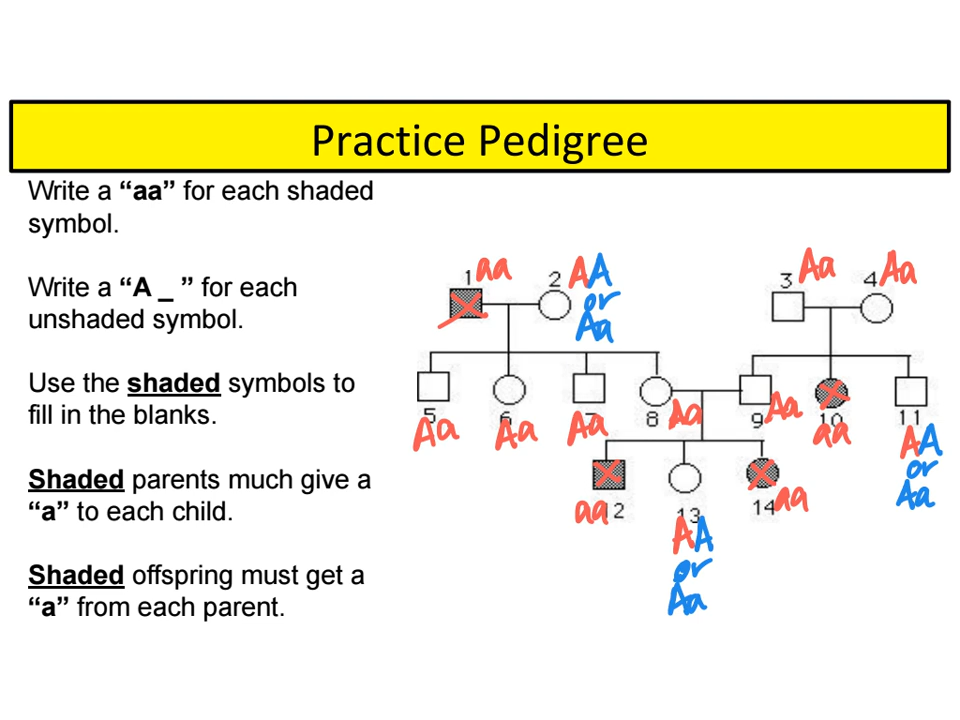 Practice Pedigree
Write a “aa” for each shaded
symbol.
Write a “A _ ” for each
unshaded symbol.
Use the shaded symbols to
fill in the blanks.
Shaded parents much give a
“a” to each child.
Shaded offspring must get a
“a” from each parent.
1 aa 2 AA
or
Aa
3 Aa 4 Aa
5 6 7 8 Aa 9 Aa 10 11
Aa Aa Aa aa AA
or
Aa
aa 12 13 14 aa
AA
or
Aa